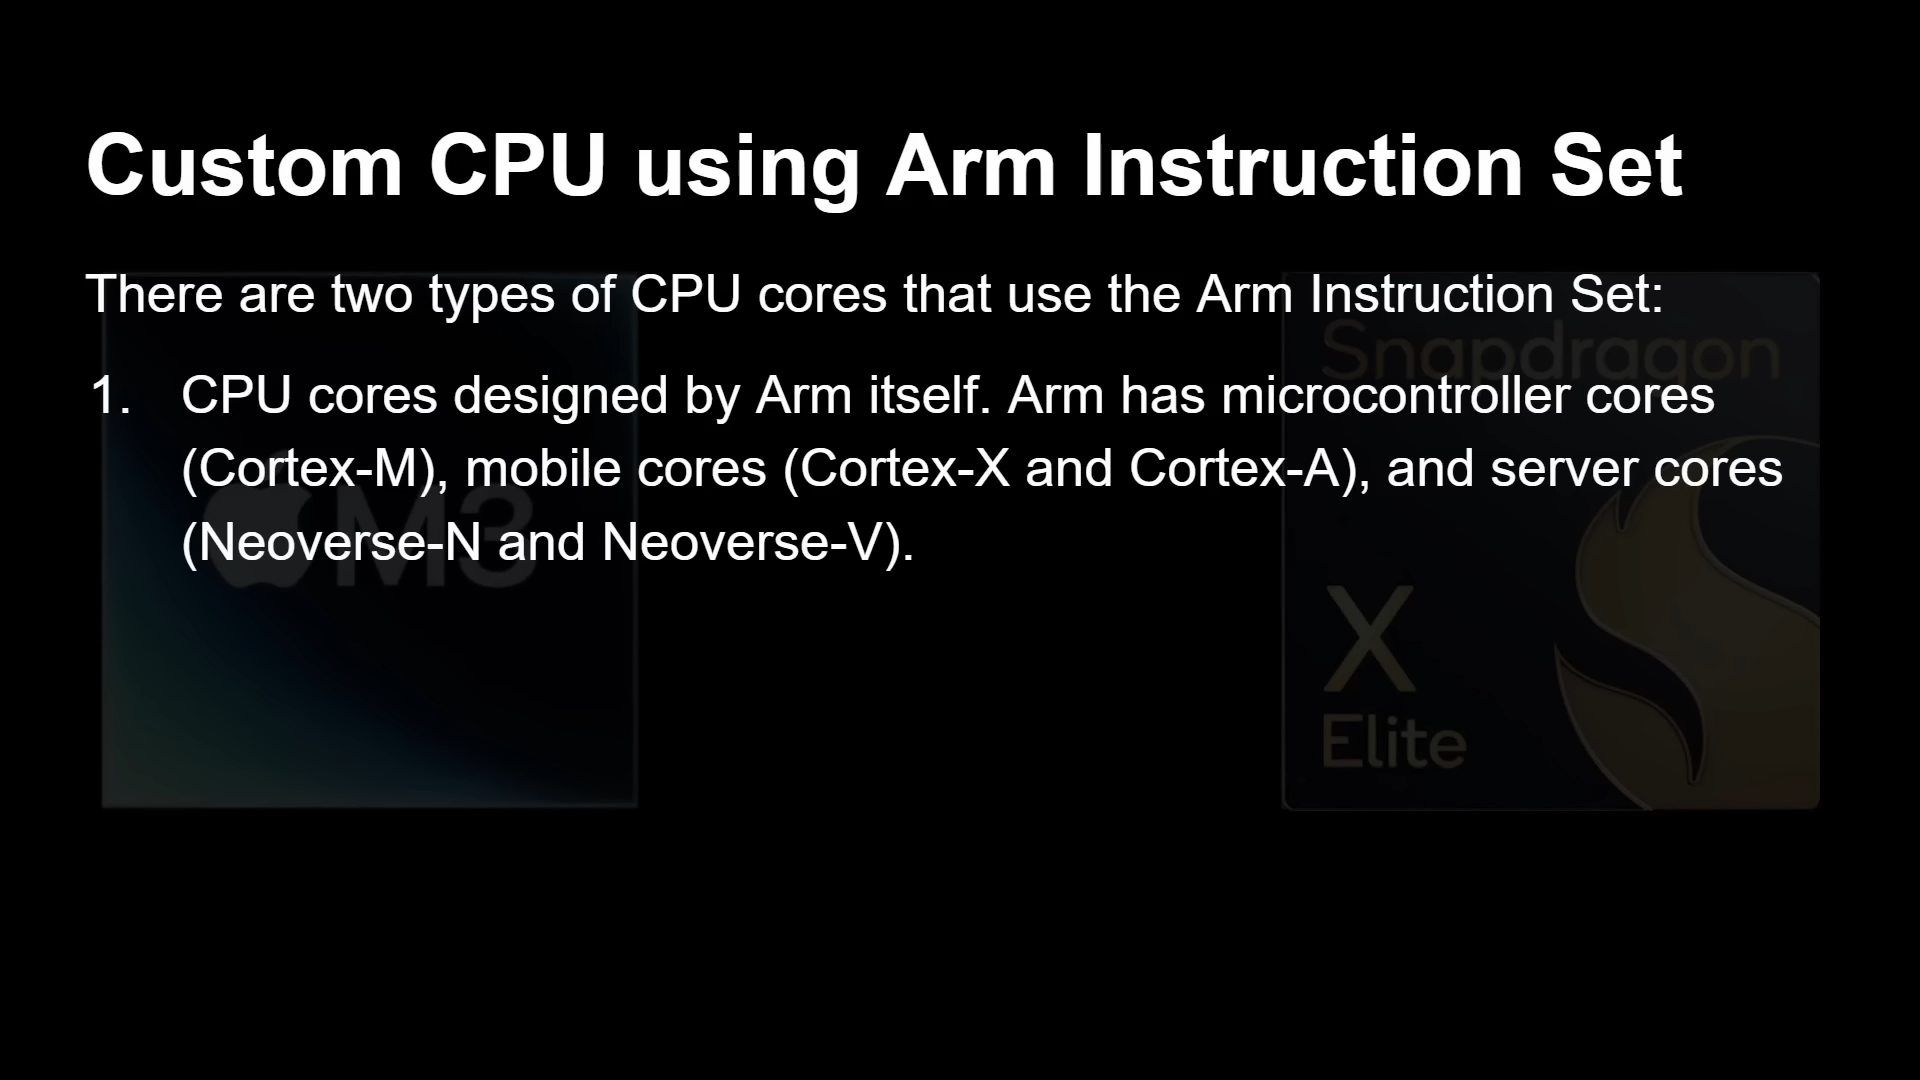 Custom CPU using Arm Instruction Set
There are two types of CPU cores that use the Arm Instruction Set:
1. CPU cores designed by Arm itself. Arm has microcontroller cores
(Cortex-M), mobile cores (Cortex-X and Cortex-A), and server cores
(Neoverse-N and Neoverse-V).
M3
Snapdragon
X
Elite